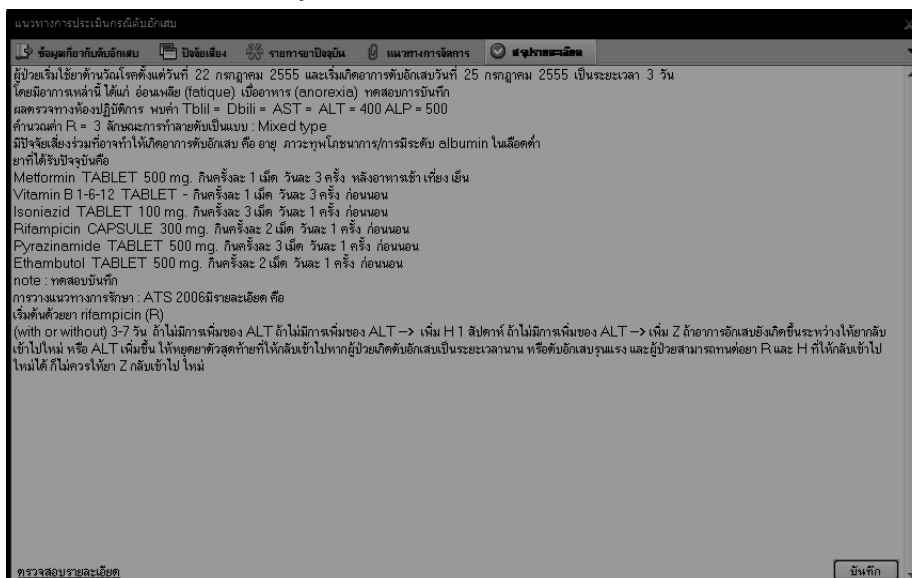 แนวทางการประเมินกรณีตับอักเสบ
ข้อมูลเกี่ยวกับตับอักเสบ ปัจจัยเสี่ยง รายการยาปัจจุบัน แนวทางการจัดการ สรุปรายละเอียด
ผู้ป่วยเริ่มใช้ยาต้านวัณโรคตั้งแต่วันที่ 22 กรกฎาคม 2555 และเริ่มเกิดอาการตับอักเสบวันที่ 25 กรกฎาคม 2555 เป็นระยะเวลา 3 วัน
โดยมีอาการเหล่านี้ ได้แก่ อ่อนเพลีย (fatique) เบื่ออาหาร (anorexia) ทดสอบการบันทึก
ผลตรวจทางห้องปฏิบัติการ พบค่า Tblil = Dbili = AST = ALT = 400 ALP = 500
คำนวณค่า R = 3 ลักษณะการทำลายตับเป็นแบบ : Mixed type
มีปัจจัยเสี่ยงร่วมที่อาจทำให้เกิดอาการตับอักเสบ คือ อายุ ภาวะทุพโภชนาการ/การมีระดับ albumin ในเลือดต่ำ
ยาที่ได้รับปัจจุบันคือ
Metformin TABLET 500 mg. กินครั้งละ 1 เม็ด วันละ 3 ครั้ง หลังอาหารเช้า เที่ยง เย็น
Vitamin B 1-6-12 TABLET - กินครั้งละ 1 เม็ด วันละ 3 ครั้ง ก่อนนอน
Isoniazid TABLET 100 mg. กินครั้งละ 3 เม็ด วันละ 1 ครั้ง ก่อนนอน
Rifampicin CAPSULE 300 mg. กินครั้งละ 2 เม็ด วันละ 1 ครั้ง ก่อนนอน
Pyrazinamide TABLET 500 mg. กินครั้งละ 3 เม็ด วันละ 1 ครั้ง ก่อนนอน
Ethambutol TABLET 500 mg. กินครั้งละ 2 เม็ด วันละ 1 ครั้ง ก่อนนอน
note : ทดสอบบันทึก
การวางแนวทางการรักษา : ATS 2006มีรายละเอียด คือ
เริ่มต้นด้วยยา rifampicin (R)
(with or without) 3-7 วัน ถ้าไม่มีการเพิ่มของ ALT ถ้าไม่มีการเพิ่มของ ALT –> เพิ่ม H 1 สัปดาห์ ถ้าไม่มีการเพิ่มของ ALT –> เพิ่ม Z ถ้าอาการอักเสบยังเกิดขึ้นระหว่างให้ยากลับ
เข้าไปใหม่ หรือ ALT เพิ่มขึ้น ให้หยุดยาตัวสุดท้ายที่ให้กลับเข้าไปหากผู้ป่วยเกิดตับอักเสบเป็นระยะเวลานาน หรือตับอักเสบรุนแรง และผู้ป่วยสามารถทนต่อยา R และ H ที่ให้กลับเข้าไป
ใหม่ได้ ก็ไม่ควรให้ยา Z กลับเข้าไป ใหม่
ตรวจสอบรายละเอียด บันทึก